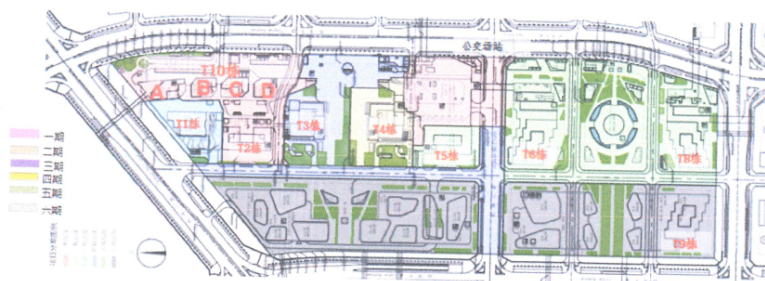 公交场站
T10栋
A B C D
T1栋
T2栋
T3栋
T4栋
T5栋
T6栋
T8栋
T9栋
一期
二期
三期
四期
五期
六期